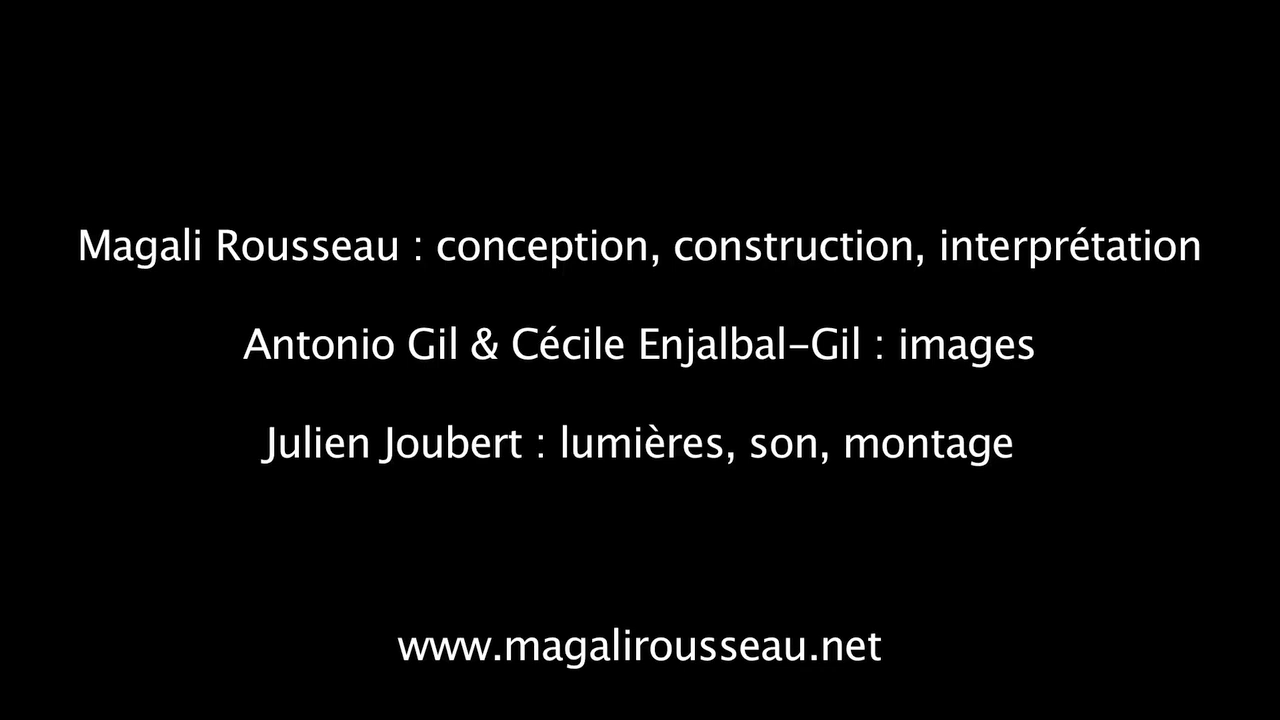 Magali Rousseau : conception, construction, interprétation
Antonio Gil & Cécile Enjalbal-Gil : images
Julien Joubert : lumières, son, montage
www.magalirousseau.net